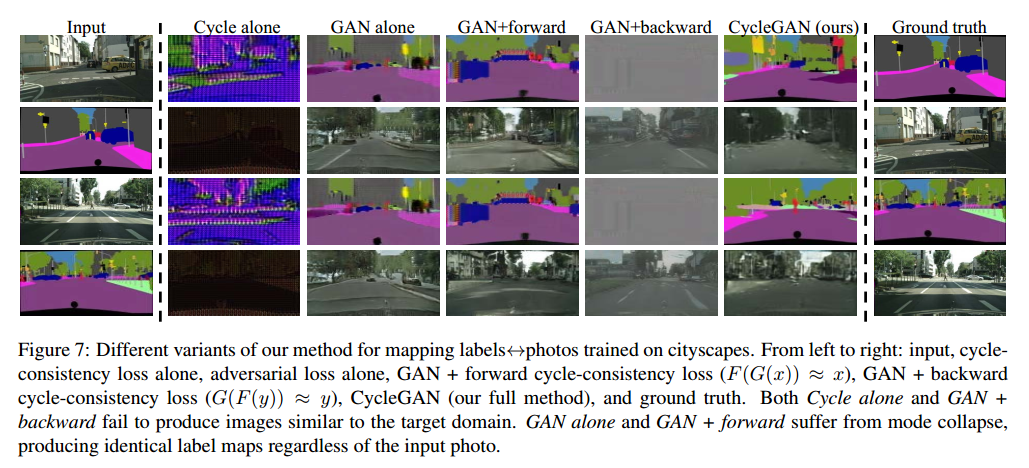 Input Cycle alone GAN alone GAN+forward GAN+backward CycleGAN (ours) Ground truth
Figure 7: Different variants of our method for mapping labels↔photos trained on cityscapes. From left to right: input, cycle-
consistency loss alone, adversarial loss alone, GAN + forward cycle-consistency loss (F(G(x)) ≈ x), GAN + backward
cycle-consistency loss (G(F(y)) ≈ y), CycleGAN (our full method), and ground truth. Both Cycle alone and GAN +
backward fail to produce images similar to the target domain. GAN alone and GAN + forward suffer from mode collapse,
producing identical label maps regardless of the input photo.